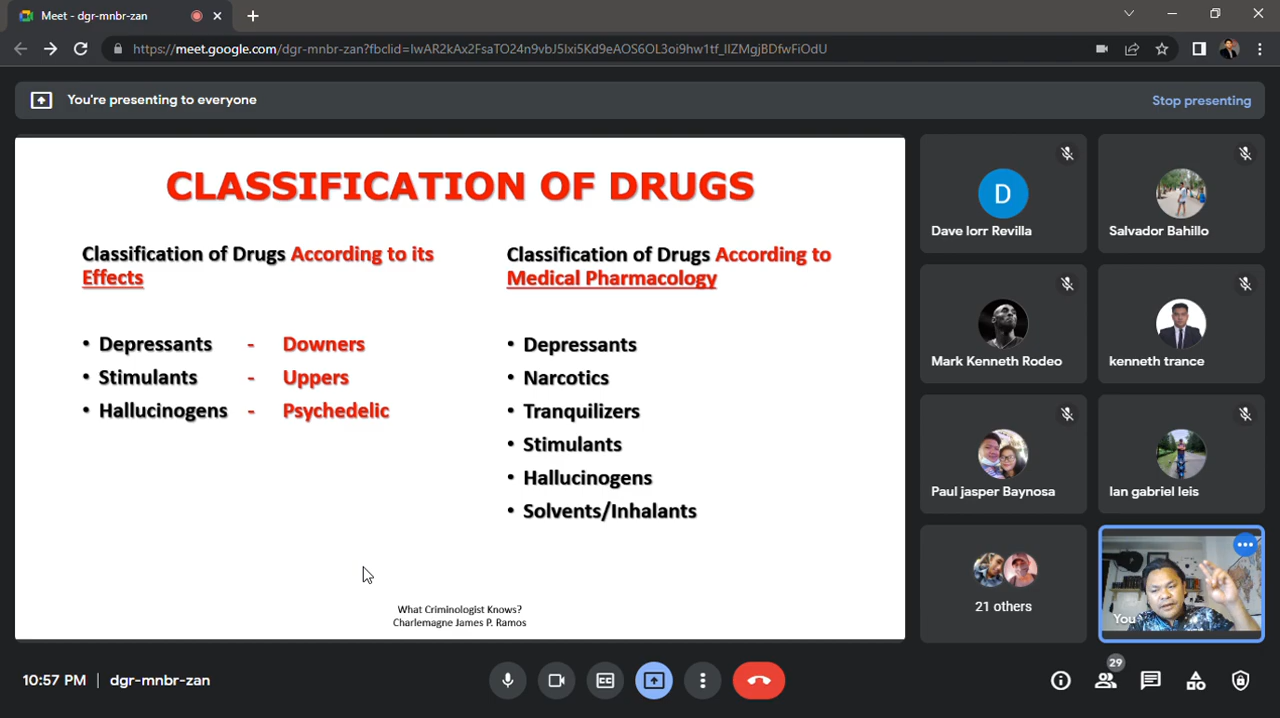 Meet - dgr-mnbr-zan
https://meet.google.com/dgr-mnbr-zan?fbclid=IwAR2kAx2FsaTO24n9vbJ5lxi5Kd9eAOS6OL3oi9hw1tf_lIZMgjBDfwFiOdU
You're presenting to everyone
Stop presenting
CLASSIFICATION OF DRUGS
Classification of Drugs According to its
Effects
• Depressants - Downers
• Stimulants - Uppers
• Hallucinogens - Psychedelic
Classification of Drugs According to
Medical Pharmacology
• Depressants
• Narcotics
• Tranquilizers
• Stimulants
• Hallucinogens
• Solvents/Inhalants
What Criminologist Knows?
Charlemagne James P. Ramos
D
Dave lorr Revilla
Salvador Bahillo
Mark Kenneth Rodeo
kenneth trance
Paul jasper Baynosa
Ian gabriel leis
21 others
You
10:57 PM | dgr-mnbr-zan
29